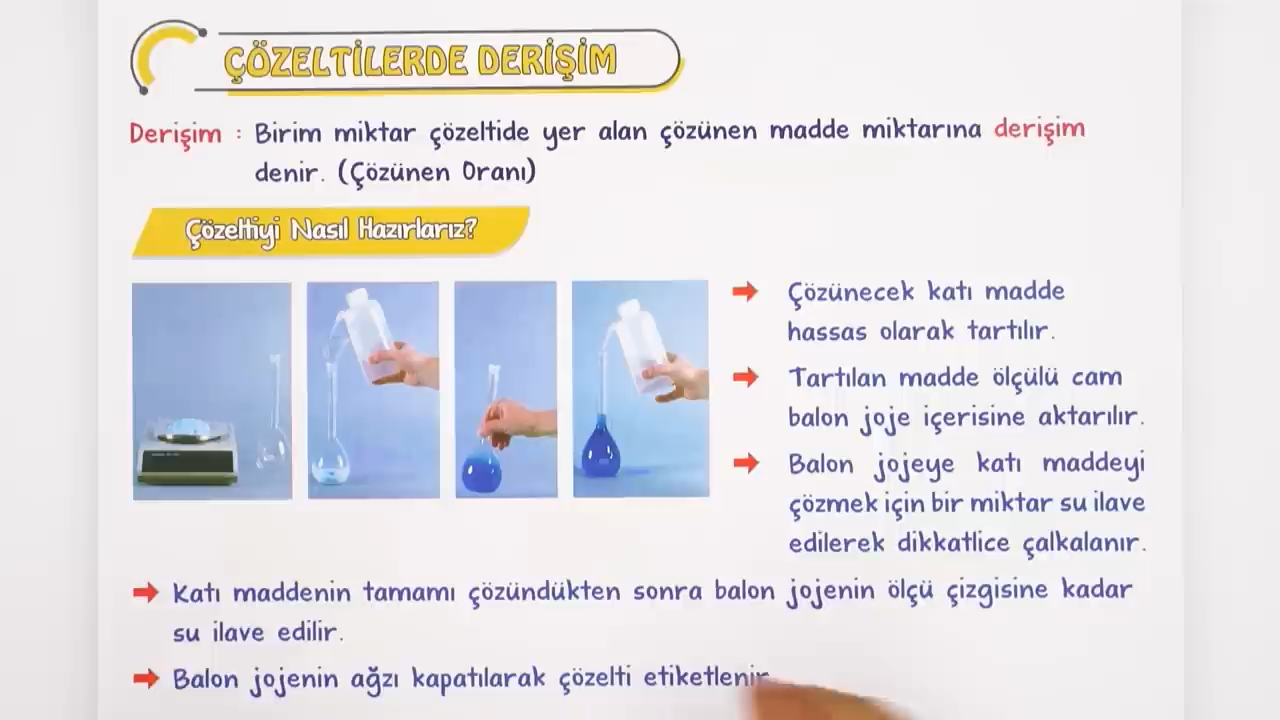 ÇÖZELTİLERDE DERİŞİM
Derişim : Birim miktar çözeltide yer alan çözünen madde miktarına derişim
denir. (Çözünen Oranı)
Çözeltiyi Nasıl Hazırlarız?
Çözünecek katı madde
hassas olarak tartılır.
Tartılan madde ölçülü cam
balon joje içerisine aktarılır.
Balon jojeye katı maddeyi
çözmek için bir miktar su ilave
edilerek dikkatlice çalkalanır.
Katı maddenin tamamı çözündükten sonra balon jojenin ölçü çizgisine kadar
su ilave edilir.
Balon jojenin ağzı kapatılarak çözelti etiketlenir